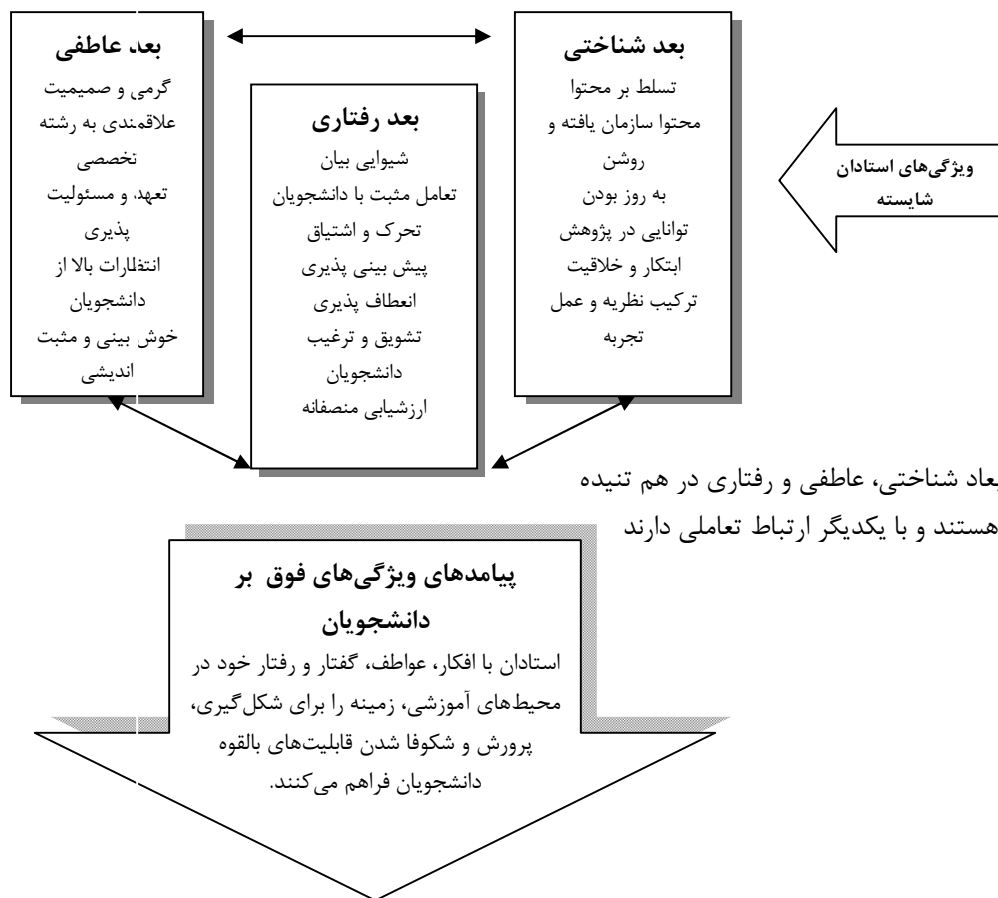 ویژگی‌های استادان
شایسته
بعد شناختی
تسلط بر محتوا
محتوا سازمان یافته و
روشن
به روز بودن
توانایی در پژوهش
ابتکار و خلاقیت
ترکیب نظریه و عمل
تجربه
بعد رفتاری
شیوایی بیان
تعامل مثبت با دانشجویان
تحرک و اشتیاق
پیش بینی پذیری
انعطاف پذیری
تشویق و ترغیب
دانشجویان
ارزشیابی منصفانه
بعد عاطفی
گرمی و صمیمیت
علاقمندی به رشته
تخصصی
تعهد و مسئولیت
پذیری
انتظارات بالا از
دانشجویان
خوش بینی و مثبت
اندیشی
بعاد شناختی، عاطفی و رفتاری در هم تنیده
هستند و با یکدیگر ارتباط تعاملی دارند
پیامدهای ویژگی‌های فوق بر
دانشجویان
استادان با افکار، عواطف، گفتار و رفتار خود در
محیط‌های آموزشی، زمینه را برای شکل‌گیری،
پرورش و شکوفا شدن قابلیت‌های بالقوه
دانشجویان فراهم می‌کنند.